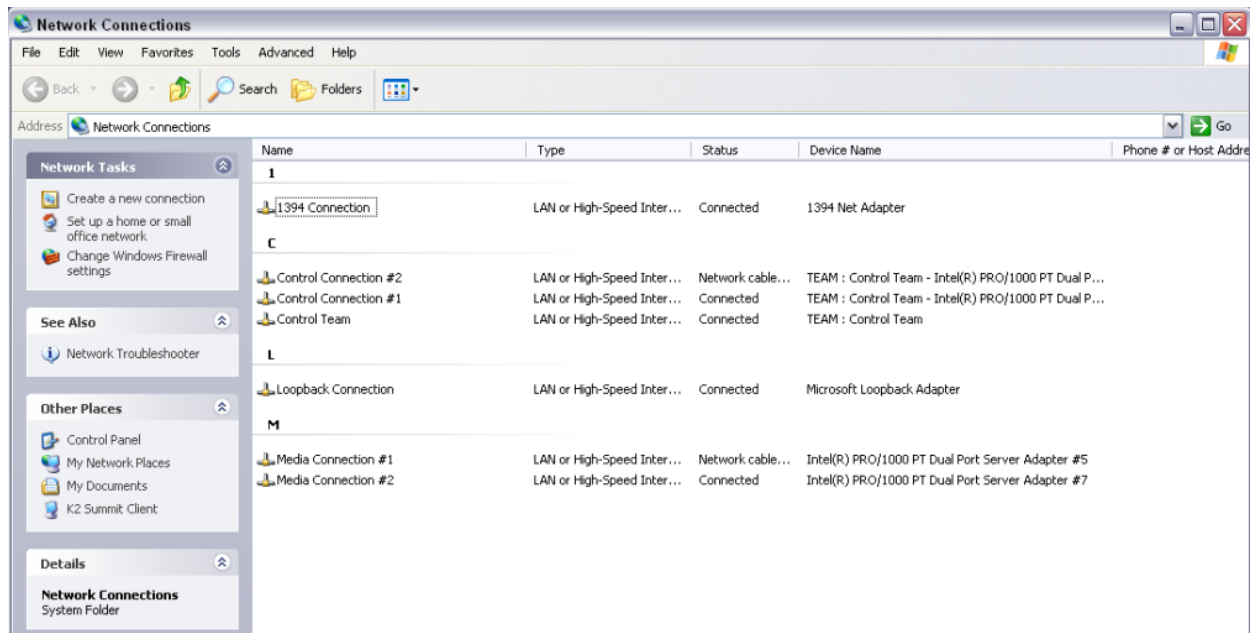 Network Connections
File Edit View Favorites Tools Advanced Help
Back Search Folders
Address Network Connections Go
Network Tasks
Create a new connection
Set up a home or small
office network
Change Windows Firewall
settings
See Also
Network Troubleshooter
Other Places
Control Panel
My Network Places
My Documents
K2 Summit Client
Details
Network Connections
System Folder
Name Type Status Device Name Phone # or Host Addre
1
1394 Connection LAN or High-Speed Inter... Connected 1394 Net Adapter
C
Control Connection #2 LAN or High-Speed Inter... Network cable... TEAM : Control Team - Intel(R) PRO/1000 PT Dual P...
Control Connection #1 LAN or High-Speed Inter... Connected TEAM : Control Team - Intel(R) PRO/1000 PT Dual P...
Control Team LAN or High-Speed Inter... Connected TEAM : Control Team
L
Loopback Connection LAN or High-Speed Inter... Connected Microsoft Loopback Adapter
M
Media Connection #1 LAN or High-Speed Inter... Network cable... Intel(R) PRO/1000 PT Dual Port Server Adapter #5
Media Connection #2 LAN or High-Speed Inter... Connected Intel(R) PRO/1000 PT Dual Port Server Adapter #7